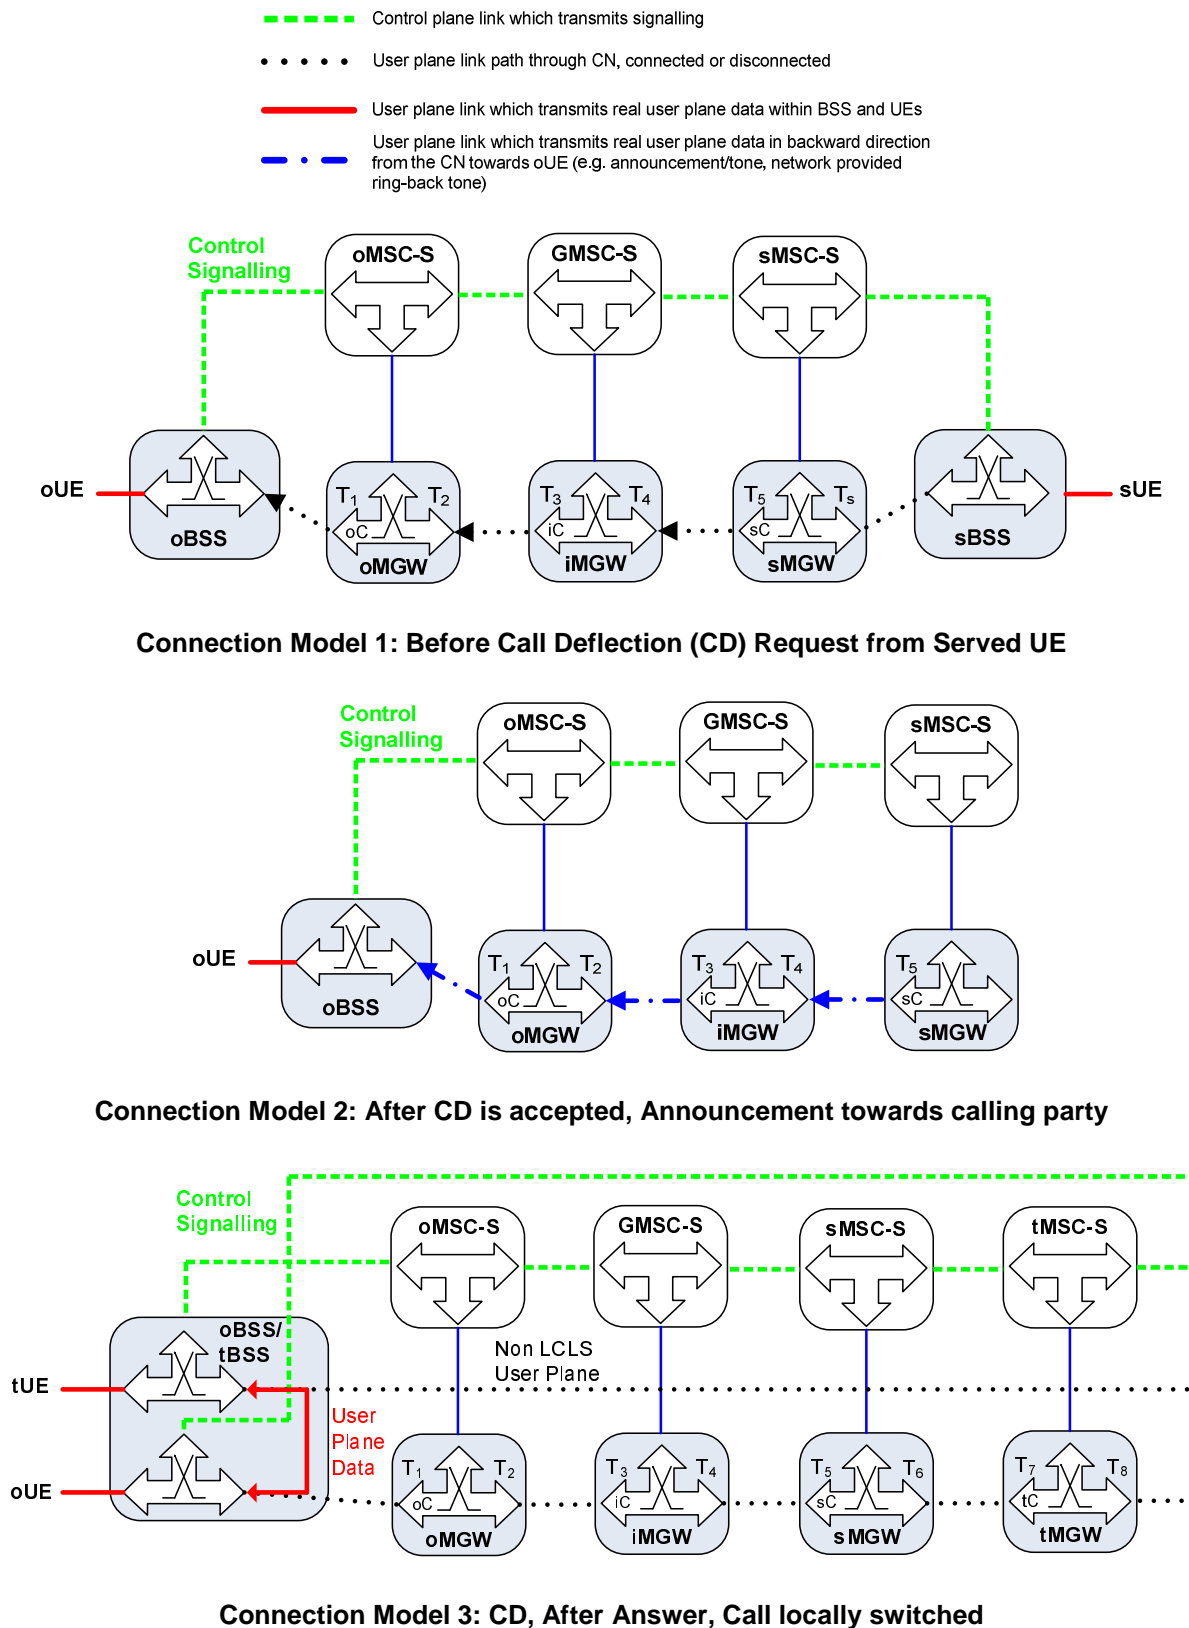 Control plane link which transmits signalling
User plane link path through CN, connected or disconnected
User plane link which transmits real user plane data within BSS and UEs
User plane link which transmits real user plane data in backward direction
from the CN towards oUE (e.g. announcement/tone, network provided
ring-back tone)
Control
Signalling
oMSC-S
GMSC-S
sMSC-S
oUE
oBSS
T1
T2
oC
oMGW
T3
T4
iC
iMGW
T5
Ts
sC
sMGW
sBSS
sUE
Connection Model 1: Before Call Deflection (CD) Request from Served UE
Control
Signalling
oMSC-S
GMSC-S
sMSC-S
oUE
oBSS
T1
T2
oC
oMGW
T3
T4
iC
iMGW
T5
sC
sMGW
Connection Model 2: After CD is accepted, Announcement towards calling party
Control
Signalling
oMSC-S
GMSC-S
sMSC-S
tMSC-S
oBSS/
tBSS
Non LCLS
User Plane
tUE
User
Plane
Data
oUE
T1
T2
oC
oMGW
T3
T4
iC
iMGW
T5
T6
sC
sMGW
T7
T8
tC
tMGW
Connection Model 3: CD, After Answer, Call locally switched